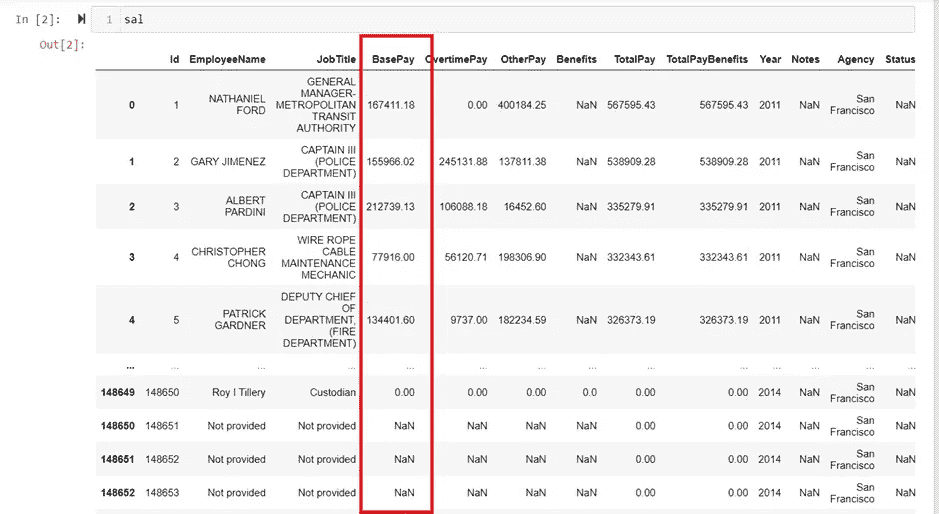 In [2]: 1 sal
Out[2]:
Id EmployeeName JobTitle BasePay OvertimePay OtherPay Benefits TotalPay TotalPayBenefits Year Notes Agency Status
0 1 NATHANIEL FORD GENERAL MANAGER-METROPOLITAN TRANSIT AUTHORITY 167411.18 0.00 400184.25 NaN 567595.43 567595.43 2011 NaN San Francisco NaN
1 2 GARY JIMENEZ CAPTAIN III (POLICE DEPARTMENT) 155966.02 245131.88 137811.38 NaN 538909.28 538909.28 2011 NaN San Francisco NaN
2 3 ALBERT PARDINI CAPTAIN III (POLICE DEPARTMENT) 212739.13 106088.18 16452.60 NaN 335279.91 335279.91 2011 NaN San Francisco NaN
3 4 CHRISTOPHER CHONG WIRE ROPE CABLE MAINTENANCE MECHANIC 77916.00 56120.71 198306.90 NaN 332343.61 332343.61 2011 NaN San Francisco NaN
4 5 PATRICK GARDNER DEPUTY CHIEF OF DEPARTMENT, (FIRE DEPARTMENT) 134401.60 9737.00 182234.59 NaN 326373.19 326373.19 2011 NaN San Francisco NaN
... ... ... ... ... ... ... ... ... ... ... ... ... ...
148649 148650 Roy I Tillery Custodian 0.00 0.00 0.00 0.0 0.00 0.00 2014 NaN San Francisco NaN
148650 148651 Not provided Not provided NaN NaN NaN NaN 0.00 0.00 2014 NaN San Francisco NaN
148651 148652 Not provided Not provided NaN NaN NaN NaN 0.00 0.00 2014 NaN San Francisco NaN
148652 148653 Not provided Not provided NaN NaN NaN NaN 0.00 0.00 2014 NaN San Francisco NaN